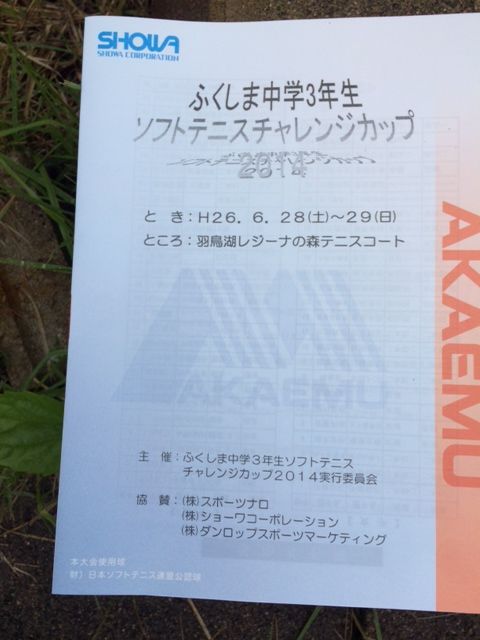 SHOWA
SHOWA CORPORATION
ふくしま中学3年生
ソフトテニスチャレンジカップ
2014
とき:H26.6.28(土)~29(日)
ところ:羽鳥湖レジーナの森テニスコート
AKAEMU
AKAEMU
主 催:ふくしま中学3年生ソフトテニス
チャレンジカップ2014実行委員会
協 賛:(株)スポーツナロ
(株)ショーワコーポレーション
(株)ダンロップスポーツマーケティング
本大会使用球
財)日本ソフトテニス連盟公認球